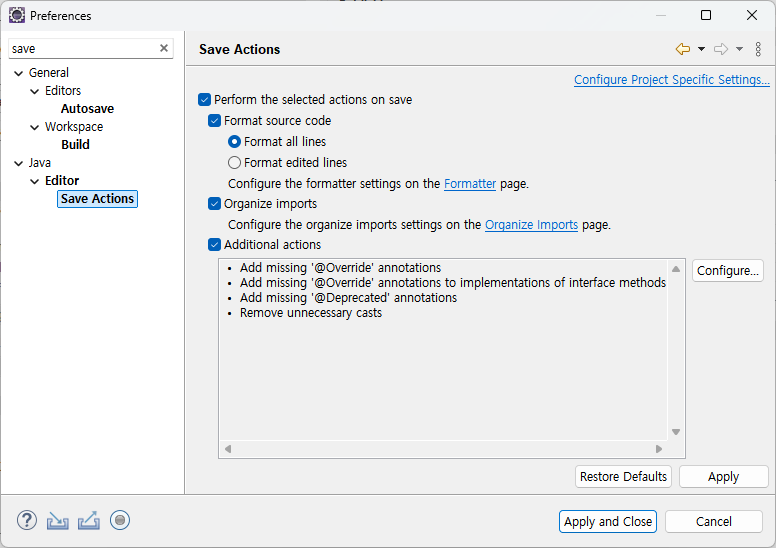 Preferences
save
General
Editors
Autosave
Workspace
Build
Java
Editor
Save Actions
Save Actions
Configure Project Specific Settings...
Perform the selected actions on save
Format source code
Format all lines
Format edited lines
Configure the formatter settings on the Formatter page.
Organize imports
Configure the organize imports settings on the Organize Imports page.
Additional actions
• Add missing '@Override' annotations
• Add missing '@Override' annotations to implementations of interface methods
• Add missing '@Deprecated' annotations
• Remove unnecessary casts
Configure...
Restore Defaults
Apply
Apply and Close
Cancel